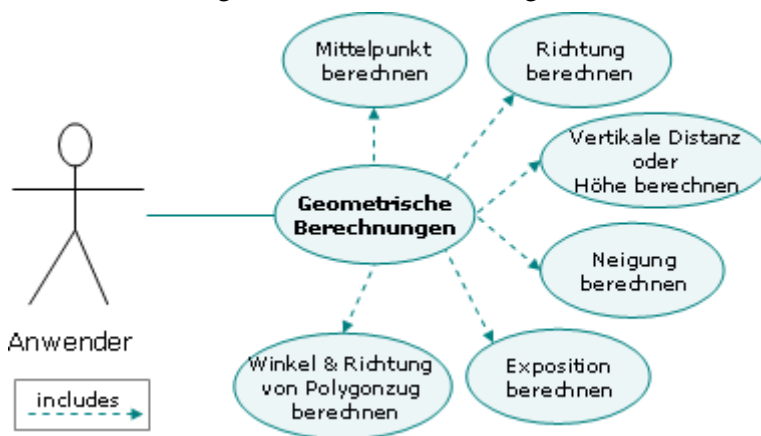 Mittelpunkt
berechnen
Richtung
berechnen
Vertikale Distanz
oder
Höhe berechnen
Geometrische
Berechnungen
Neigung
berechnen
Anwender
Winkel & Richtung
von Polygonzug
berechnen
Exposition
berechnen
includes